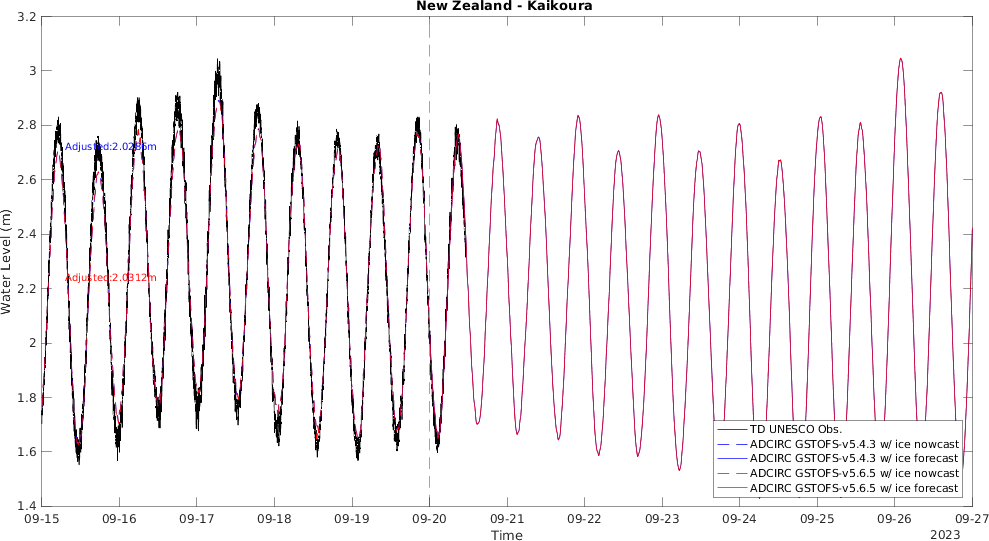 New Zealand - Kaikoura
3.2
3
2.8
2.6
2.4
2.2
2
1.8
1.6
1.4
Water Level (m)
Adjusted:2.0286m
Adjusted:2.0312m
TD UNESCO Obs.
ADCIRC GSTOFS-v5.4.3 w/ ice nowcast
ADCIRC GSTOFS-v5.4.3 w/ ice forecast
ADCIRC GSTOFS-v5.6.5 w/ ice nowcast
ADCIRC GSTOFS-v5.6.5 w/ ice forecast
09-15 09-16 09-17 09-18 09-19 09-20 09-21 09-22 09-23 09-24 09-25 09-26 09-27
Time
2023